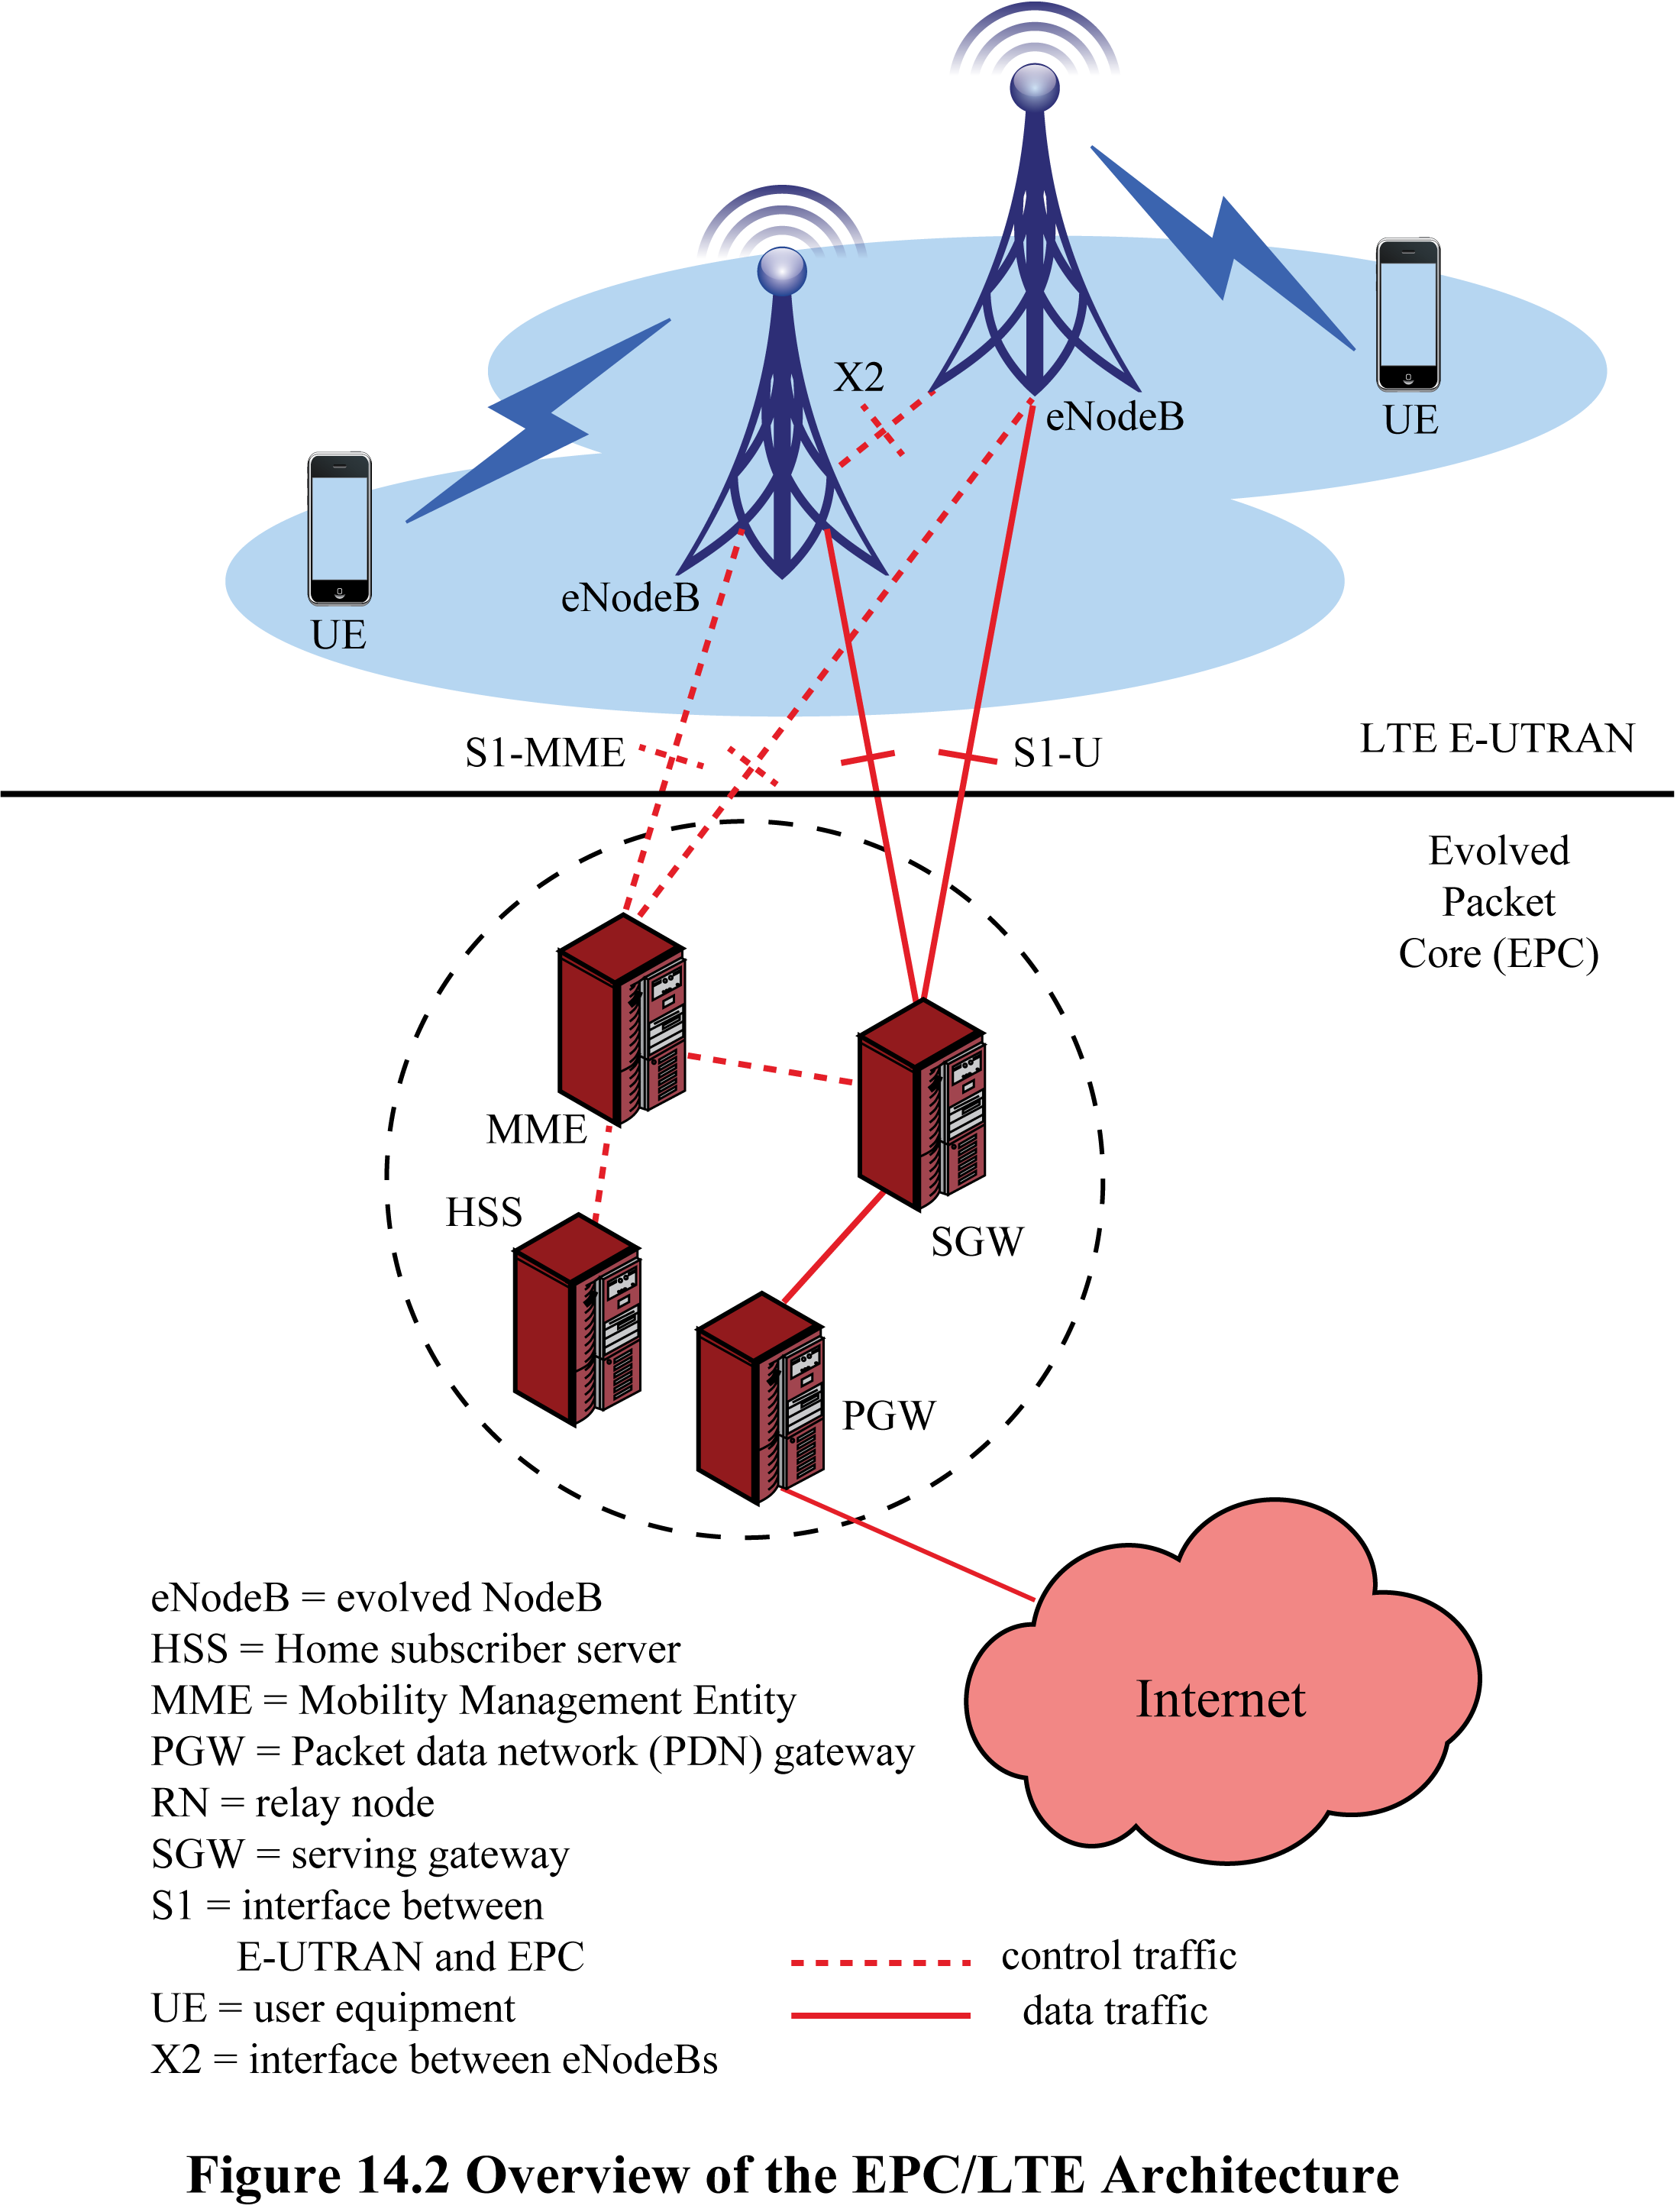 X2
eNodeB
UE
eNodeB
UE
S1-MME
S1-U
LTE E-UTRAN
Evolved
Packet
Core (EPC)
MME
HSS
SGW
PGW
Internet
eNodeB = evolved NodeB
HSS = Home subscriber server
MME = Mobility Management Entity
PGW = Packet data network (PDN) gateway
RN = relay node
SGW = serving gateway
S1 = interface between
E-UTRAN and EPC
UE = user equipment
X2 = interface between eNodeBs
control traffic
data traffic
Figure 14.2 Overview of the EPC/LTE Architecture